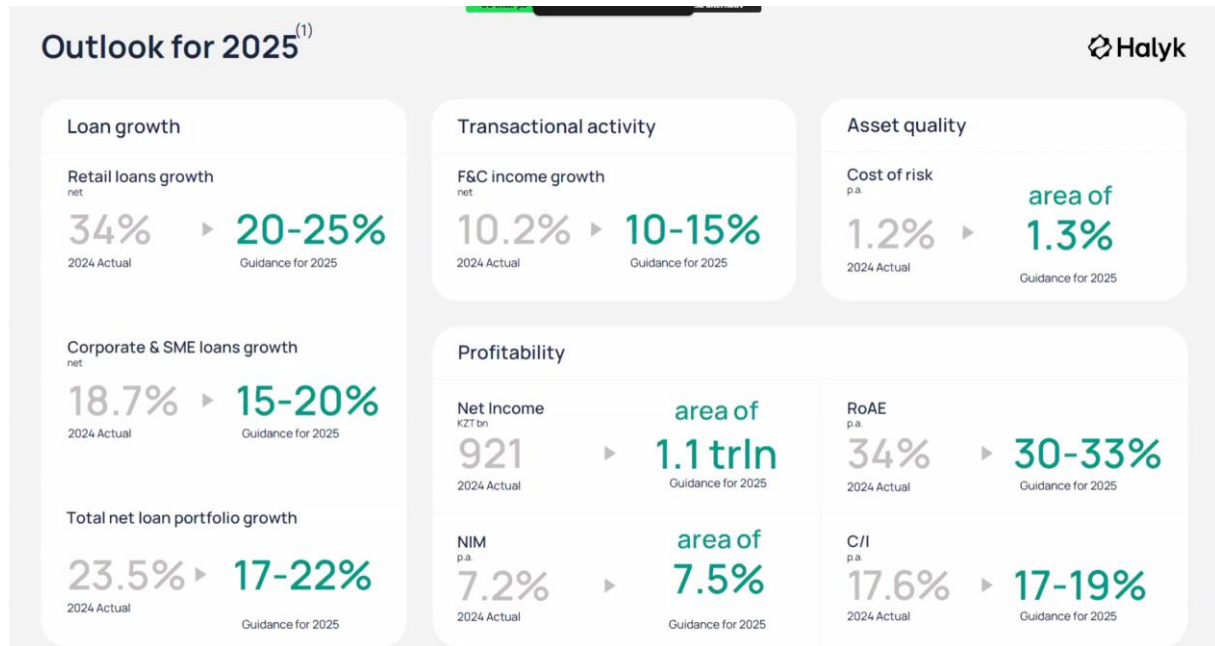 Outlook for 2025(1)
Halyk
Loan growth
Retail loans growth
net
34% 20-25%
2024 Actual Guidance for 2025
Corporate & SME loans growth
net
18.7% 15-20%
2024 Actual Guidance for 2025
Total net loan portfolio growth
23.5% 17-22%
2024 Actual
Guidance for 2025
Transactional activity
F&C income growth
net
10.2% 10-15%
2024 Actual Guidance for 2025
Asset quality
Cost of risk
p.a.
area of
1.2% 1.3%
2024 Actual
Guidance for 2025
Profitability
Net Income
KZT bn
area of
921 1.1 trln
2024 Actual Guidance for 2025
RoAE
p.a.
34% 30-33%
2024 Actual Guidance for 2025
NIM
p.a.
area of
7.2% 7.5%
2024 Actual
Guidance for 2025
C/I
p.a.
17.6% 17-19%
2024 Actual Guidance for 2025